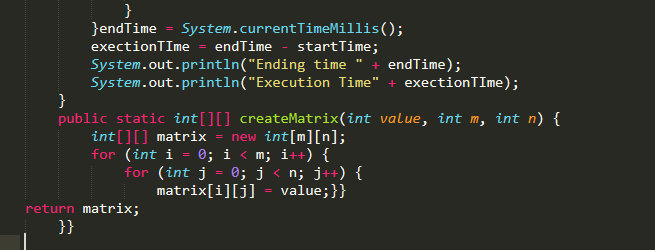 }
}endTime = System.currentTimeMillis();
exectionTIme = endTime - startTime;
System.out.println("Ending time " + endTime);
System.out.println("Execution Time" + exectionTIme);
}
public static int[][] createMatrix(int value, int m, int n) {
int[][] matrix = new int[m][n];
for (int i = 0; i < m; i++) {
for (int j = 0; j < n; j++) {
matrix[i][j] = value;}}
return matrix;
}}